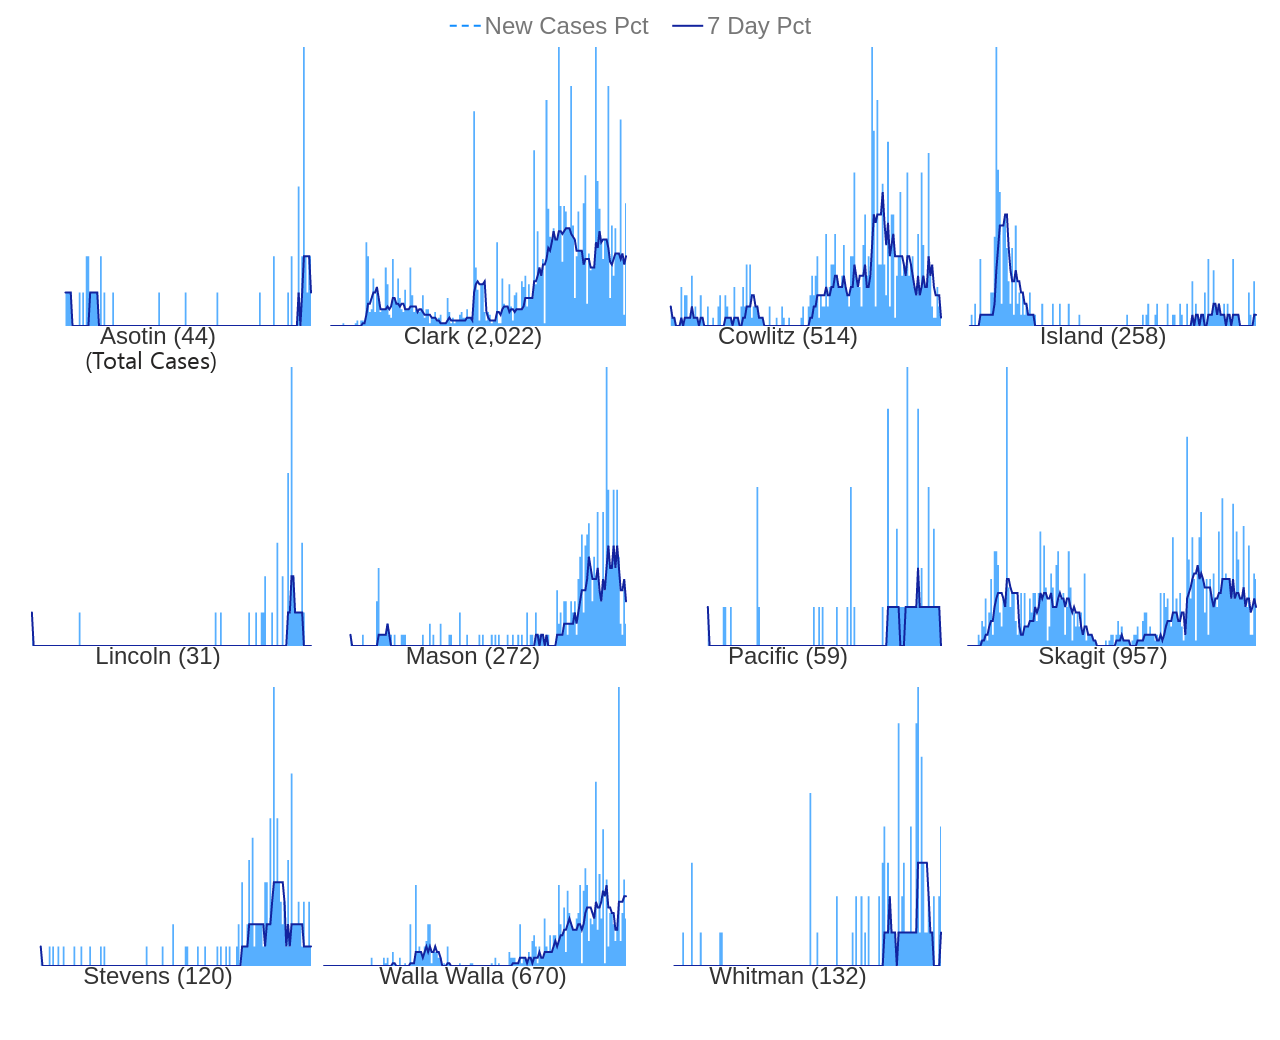 New Cases Pct 7 Day Pct
Asotin (44) Clark (2,022) Cowlitz (514) Island (258)
(Total Cases)
Lincoln (31) Mason (272) Pacific (59) Skagit (957)
Stevens (120) Walla Walla (670) Whitman (132)